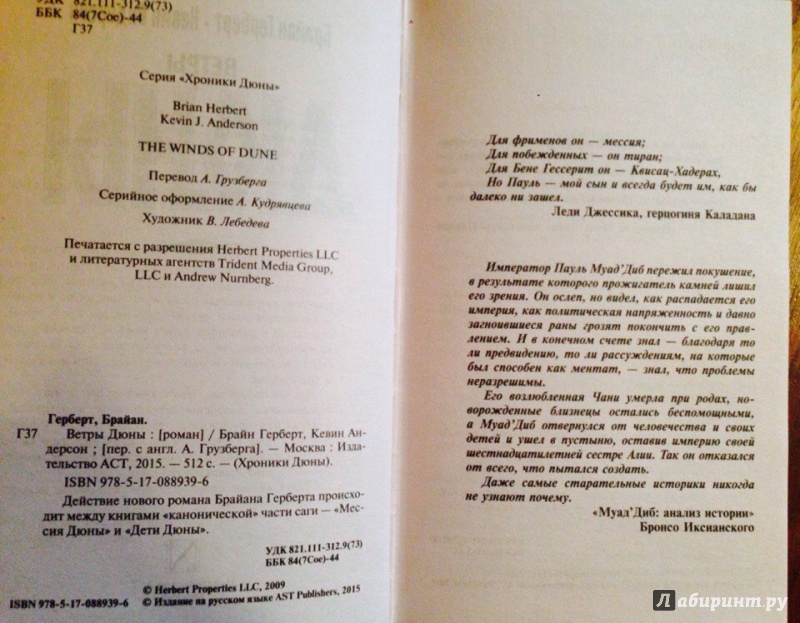 УДК 821.111-312.9(73)
ББК 84(7Сое)-44
Г37
Серия «Хроники Дюны»
Brian Herbert
Kevin J. Anderson
THE WINDS OF DUNE
Перевод А. Грузберга
Серийное оформление А. Кудрявцева
Художник В. Лебедева
Печатается с разрешения Herbert Properties LLC
и литературных агентств Trident Media Group,
LLC и Andrew Nurnberg.
Герберт, Брайан.
Г37 Ветры Дюны : [роман] / Брайн Герберт, Кевин Ан-
дерсон ; [пер. с англ. А. Грузберга]. — Москва : Изда-
тельство АСТ, 2015. — 512 с. — (Хроники Дюны).
ISBN 978-5-17-088939-6
Действие нового романа Брайана Герберта происхо-
дит между книгами «канонической» части саги — «Мес-
сия Дюны» и «Дети Дюны».
УДК 821.111-312.9(73)
ББК 84(7Сое)-44
© Herbert Properties LLC, 2009
ISBN 978-5-17-088939-6 © Издание на русском языке AST Publishers, 2015
Для фрименов он — мессия;
Для побежденных — он тиран;
Для Бене Гессерит он — Квисац-Хадерах,
Но Пауль — мой сын и всегда будет им, как бы
далеко ни зашел.
Леди Джессика, герцогиня Каладана
Император Пауль Муад'Диб пережил покушение,
в результате которого прожигатель камней лишил
его зрения. Он ослеп, но видел, как распадается его
империя, как политическая напряженность и давно
загноившиеся раны грозят покончить с его прав-
лением. И в конечном счете знал — благодаря то
ли предвидению, то ли рассуждениям, на которые
был способен как ментат, — знал, что проблемы
неразрешимы.
Его возлюбленная Чани умерла при родах, но-
ворожденные близнецы остались беспомощными,
а Муад'Диб отвернулся от человечества и своих
детей и ушел в пустыню, оставив империю своей
шестнадцатилетней сестре Алии. Так он отказался
от всего, что пытался создать.
Даже самые старательные историки никогда
не узнают почему.
«Муад'Диб: анализ истории»
Бронсо Иксианского
Лабиринт.ру